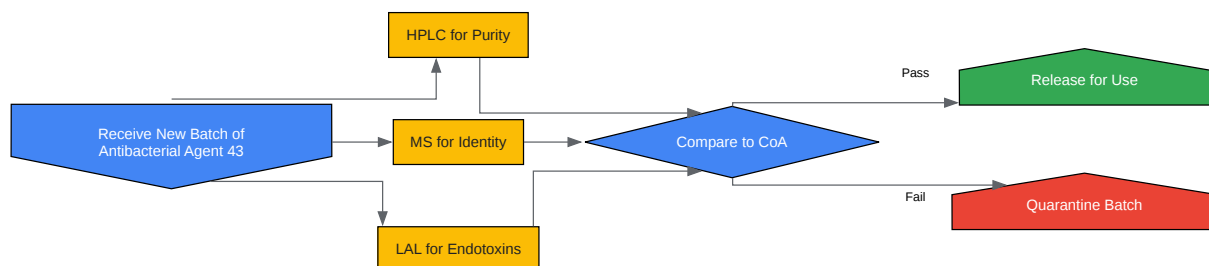 HPLC for Purity
Receive New Batch of
Antibacterial Agent 43
MS for Identity
LAL for Endotoxins
Compare to CoA
Pass
Release for Use
Fail
Quarantine Batch